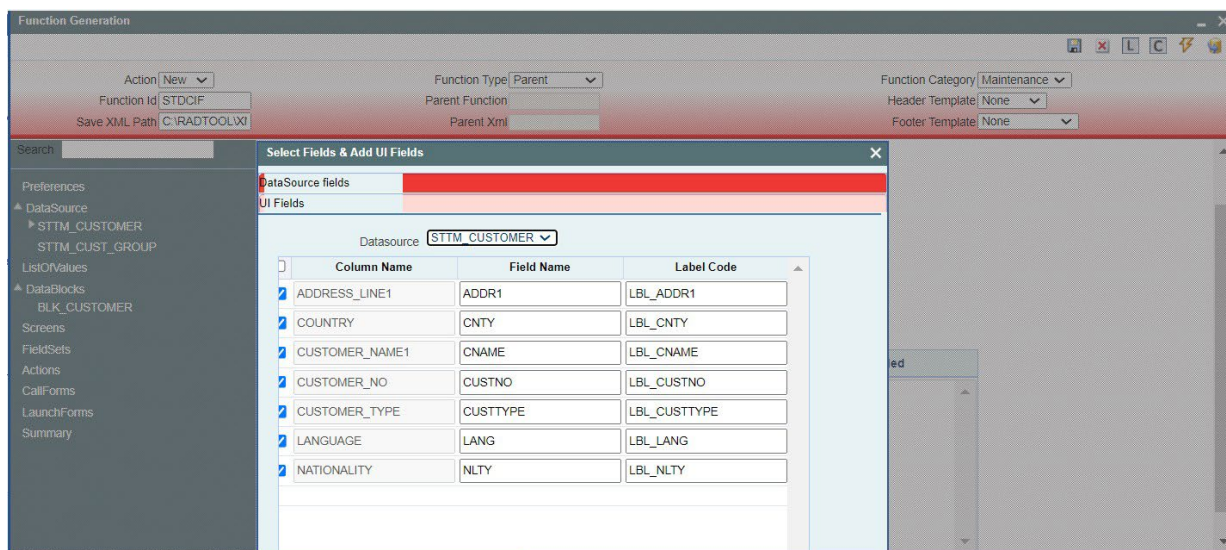 Function Generation
L C
Action New Function Type Parent Function Category Maintenance
Function Id STDCIF Parent Function Header Template None
Save XML Path C:\RADTOOL\XI Parent Xml Footer Template None
Search Select Fields & Add UI Fields
Preferences
DataSource
STTM_CUSTOMER
STTM_CUST_GROUP
ListOfValues
DataBlocks
BLK_CUSTOMER
Screens
FieldSets
Actions
CallForms
LaunchForms
Summary
DataSource fields
UI Fields
Datasource STTM_CUSTOMER
Column Name Field Name Label Code
ADDRESS_LINE1 ADDR1 LBL_ADDR1
COUNTRY CNTY LBL_CNTY
CUSTOMER_NAME1 CNAME LBL_CNAME
CUSTOMER_NO CUSTNO LBL_CUSTNO
CUSTOMER_TYPE CUSTTYPE LBL_CUSTTYPE
LANGUAGE LANG LBL_LANG
NATIONALITY NLTY LBL_NLTY
ed